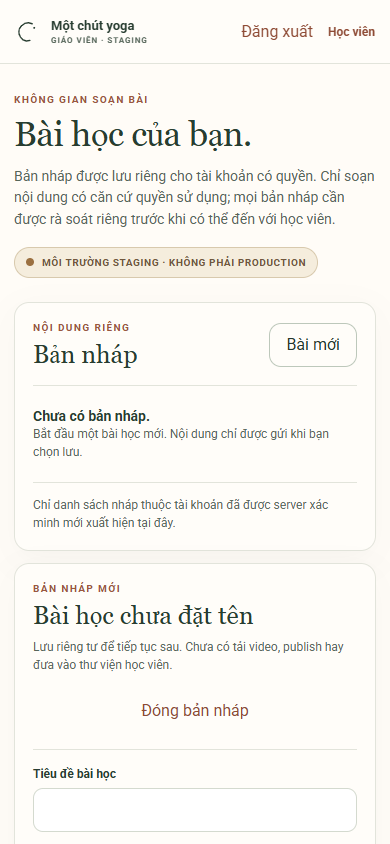 Một chút yoga
GIÁO VIÊN · STAGING
Đăng xuất
Học viên
KHÔNG GIAN SOẠN BÀI
Bài học của bạn.
Bản nháp được lưu riêng cho tài khoản có quyền. Chỉ soạn
nội dung có căn cứ quyền sử dụng; mọi bản nháp cần
được rà soát riêng trước khi có thể đến với học viên.
MÔI TRƯỜNG STAGING · KHÔNG PHẢI PRODUCTION
NỘI DUNG RIÊNG
Bản nháp
Bài mới
Chưa có bản nháp.
Bắt đầu một bài học mới. Nội dung chỉ được gửi khi bạn
chọn lưu.
Chỉ danh sách nháp thuộc tài khoản đã được server xác
minh mới xuất hiện tại đây.
BẢN NHÁP MỚI
Bài học chưa đặt tên
Lưu riêng tư để tiếp tục sau. Chưa có tải video, publish hay
đưa vào thư viện học viên.
Đóng bản nháp
Tiêu đề bài học